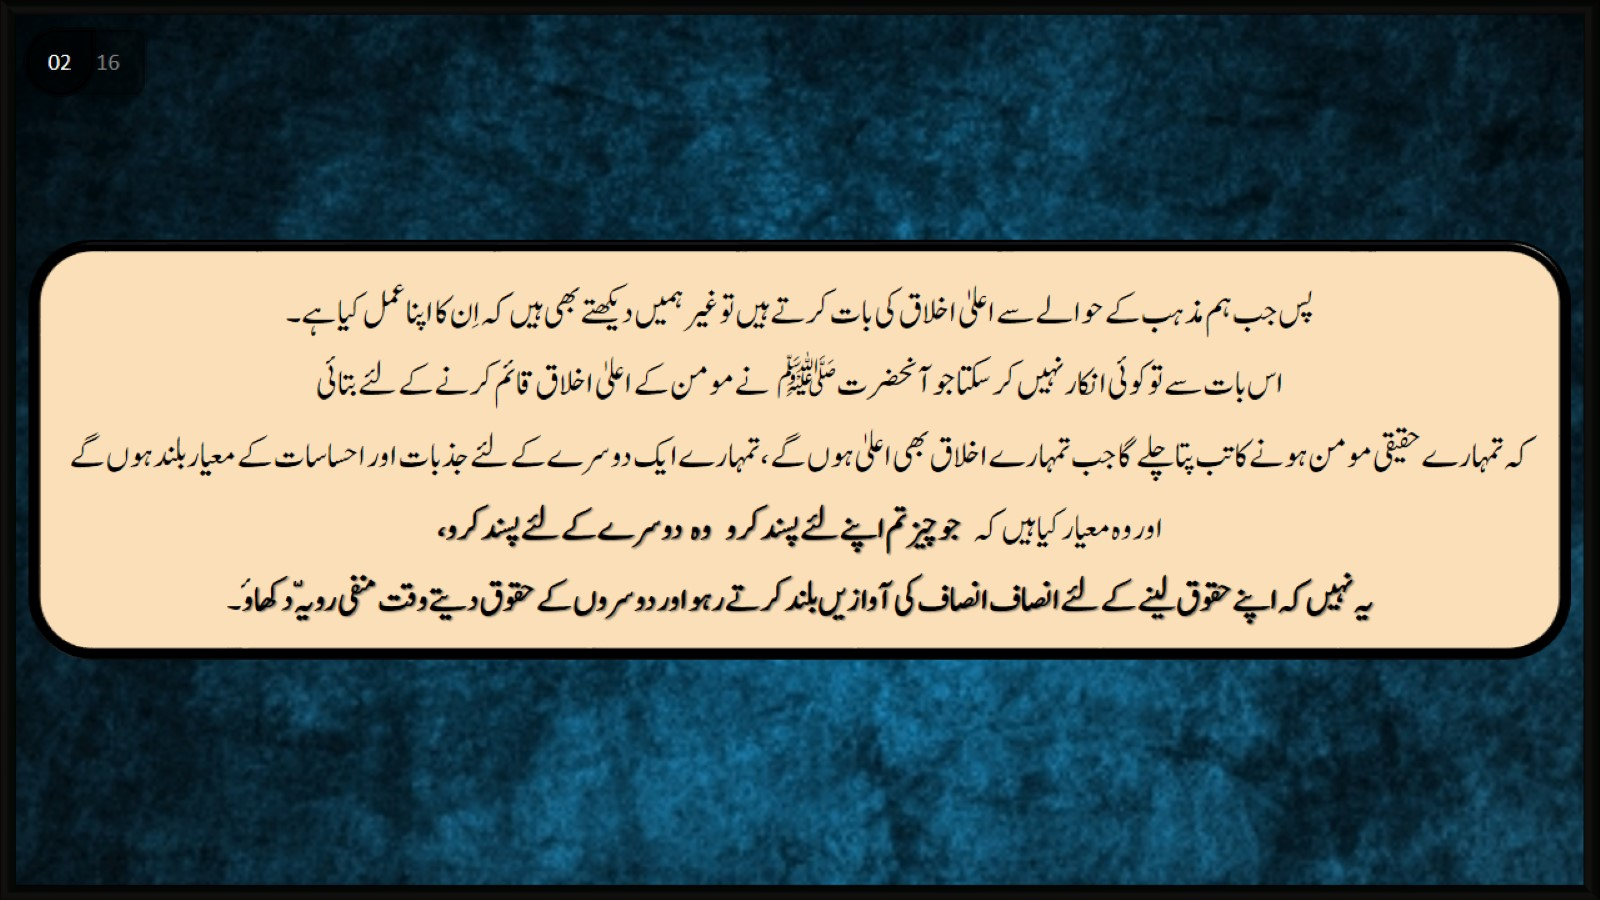 02 16
پس جب ہم مذہب کے حوالے سے اعلیٰ اخلاق کی بات کرتے ہیں تو غیر ہمیں دیکھتے بھی ہیں کہ اِن کا اپنا عمل کیا ہے۔
اس بات سے تو کوئی انکار نہیں کر سکتا جو آنحضرت ﷺ نے مومن کے اعلیٰ اخلاق قائم کرنے کے لئے بتائی
کہ تمہارے حقیقی مومن ہونے کا تب پتا چلے گا جب تمہارے اخلاق بھی اعلیٰ ہوں گے، تمہارے ایک دوسرے کے لئے جذبات اور احساسات کے معیار بلند ہوں گے
اور وہ معیار کیا ہیں کہ جو چیز تم اپنے لئے پسند کرو وہ دوسرے کے لئے پسند کرو،
یہ نہیں کہ اپنے حقوق لینے کے لئے انصاف انصاف کی آوازیں بلند کرتے رہو اور دوسروں کے حقوق دیتے وقت منفی رویہّ دکھاؤ۔